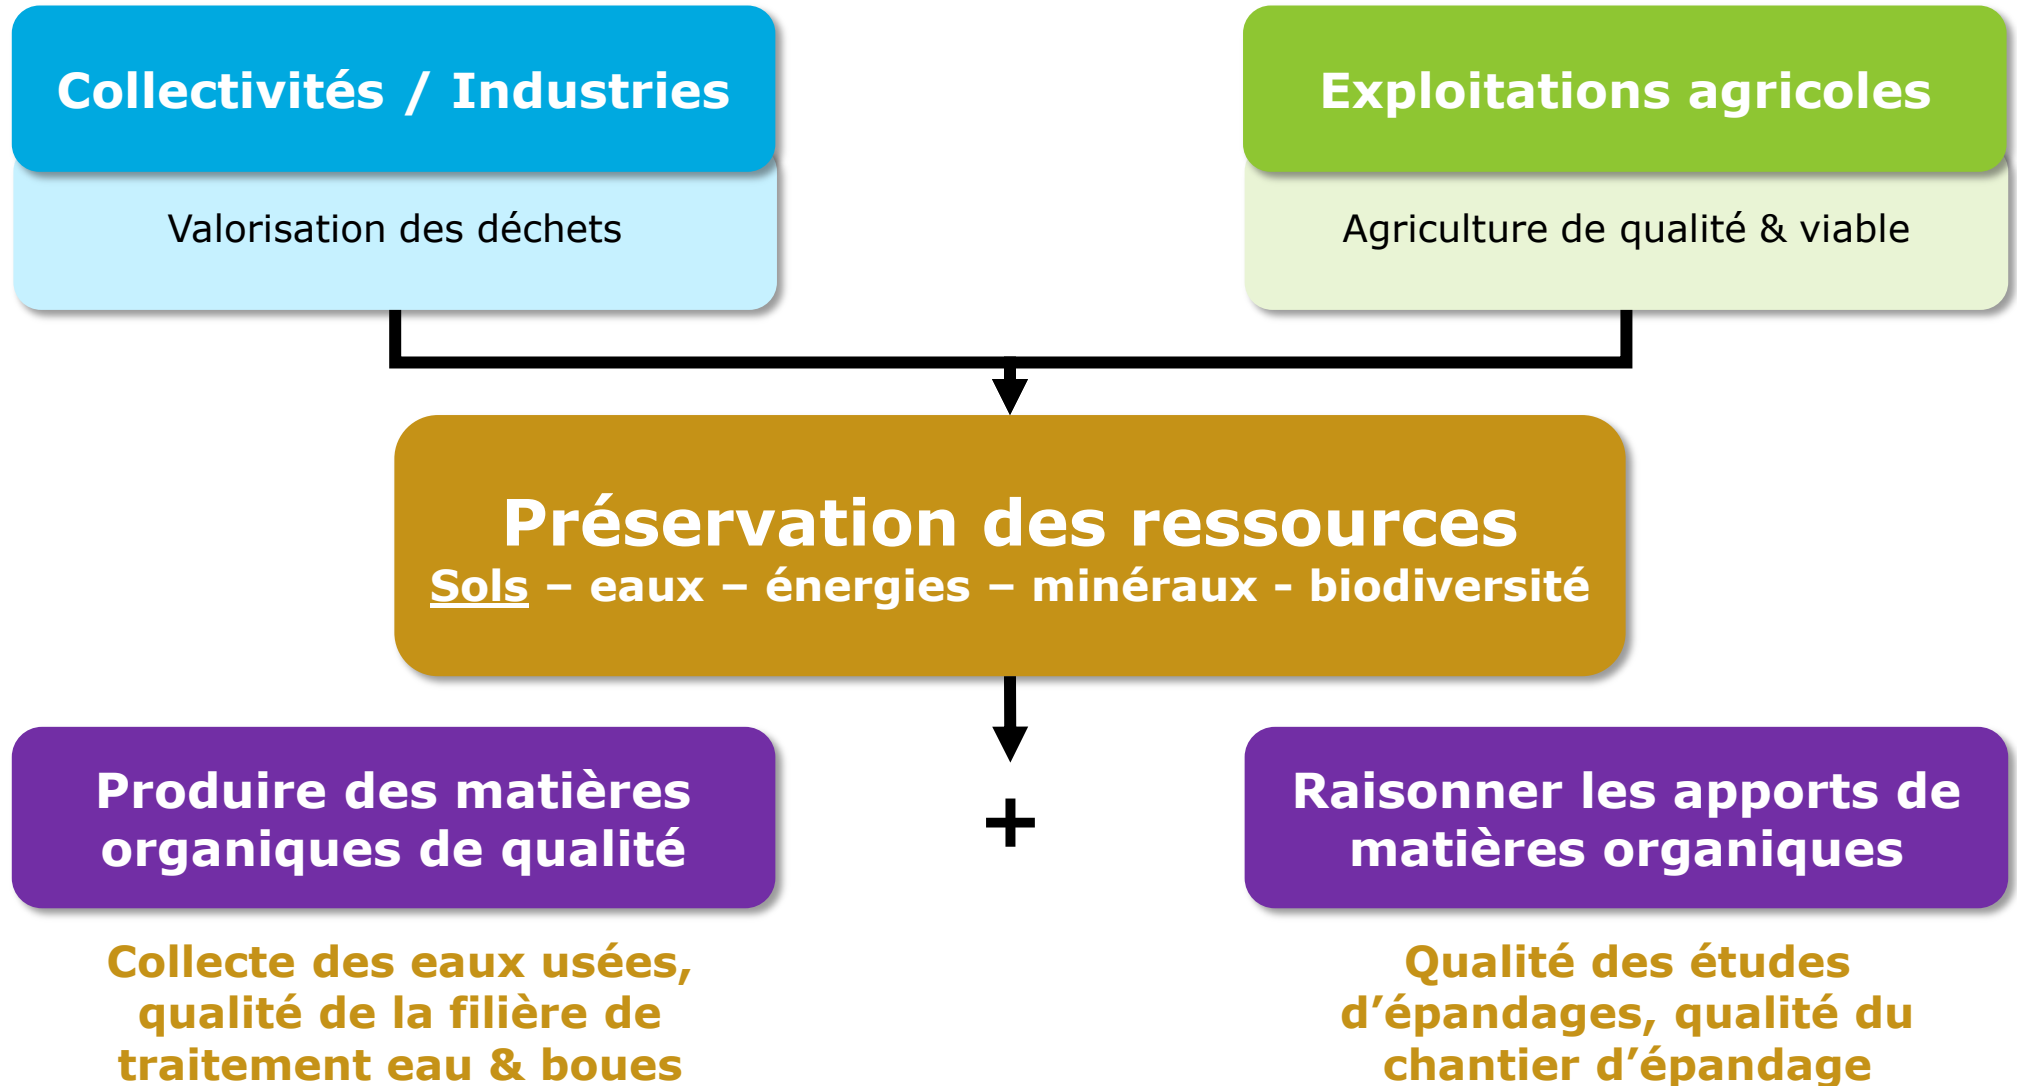 Collectivités / Industries
Valorisation des déchets
Exploitations agricoles
Agriculture de qualité & viable
Préservation des ressources
Sols – eaux – énergies – minéraux - biodiversité
Produire des matières
organiques de qualité
+
Raisonner les apports de
matières organiques
Collecte des eaux usées,
qualité de la filière de
traitement eau & boues
Qualité des études
d’épandages, qualité du
chantier d’épandage